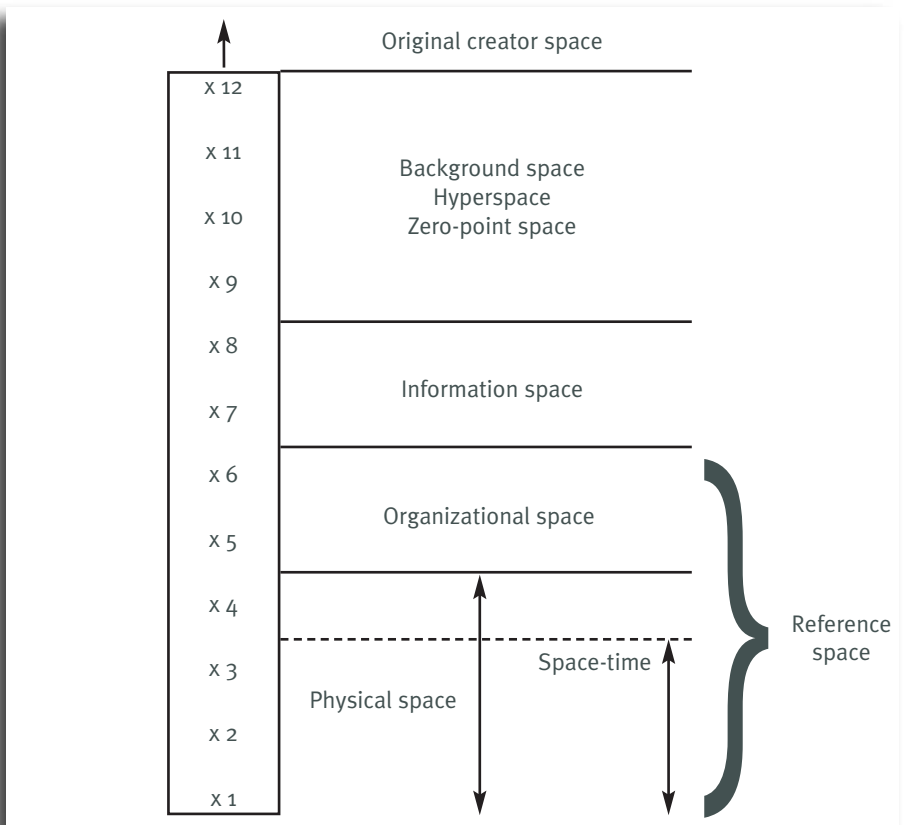 Original creator space
x 12
x 11
Background space
Hyperspace
Zero-point space
x 10
x 9
x 8
Information space
x 7
x 6
Organizational space
x 5
x 4
Reference
space
Space-time
x 3
Physical space
x 2
x 1